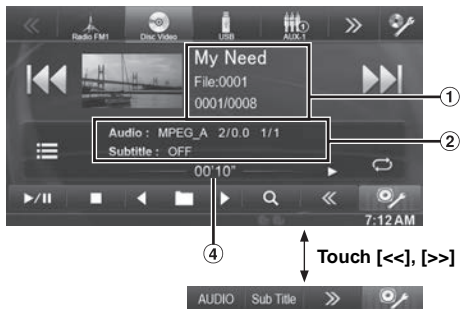 Radio FM1
Disc Video
USB
AUX-1
My Need
File:0001
0001/0008
1
Audio : MPEG_A 2/0.0 1/1
2
Subtitle : OFF
00'10"
7:12 AM
4
Touch [<<], [>>]
AUDIO Sub Title